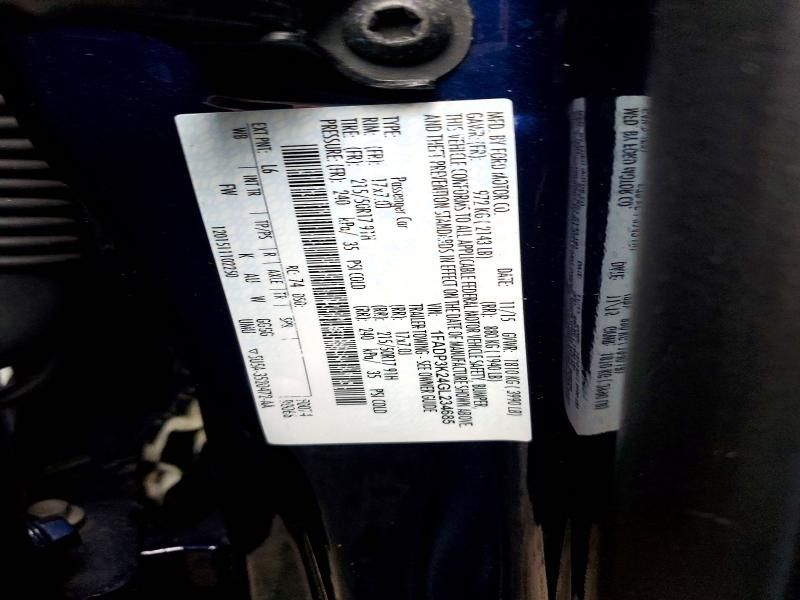 MFD. BY FORD MOTOR CO.
DATE: 11/15 GVWR: 1810 KG (3990 LB)
GAWR: (FR): 972 KG / 2143 LB (RR): 880 KG (1940 LB)
THIS VEHICLE CONFORMS TO ALL APPLICABLE FEDERAL MOTOR VEHICLE SAFETY, BUMPER
AND THEFT PREVENTION STANDARDS IN EFFECT ON THE DATE OF MANUFACTURE SHOWN ABOVE
VIN: 1FADP3K24GL234685
TYPE: Passenger Car TRAILER TOWING - SEE OWNER GUIDE
RIM: (FR): 17x7.0 (RR): 17x7.0
TIRE: (FR): 215/50R17 91H (RR): 215/50R17 91H
PRESSURE: (FR): 240 kPa/ 35 PSI COLD (RR): 240 kPa/ 35 PSI COLD
RC: 74 DSO:
EXT PNT: L6
WB INT TR TP/PS R AXLE TR SPR
FW K AU W GCSG
12015110239 UNU